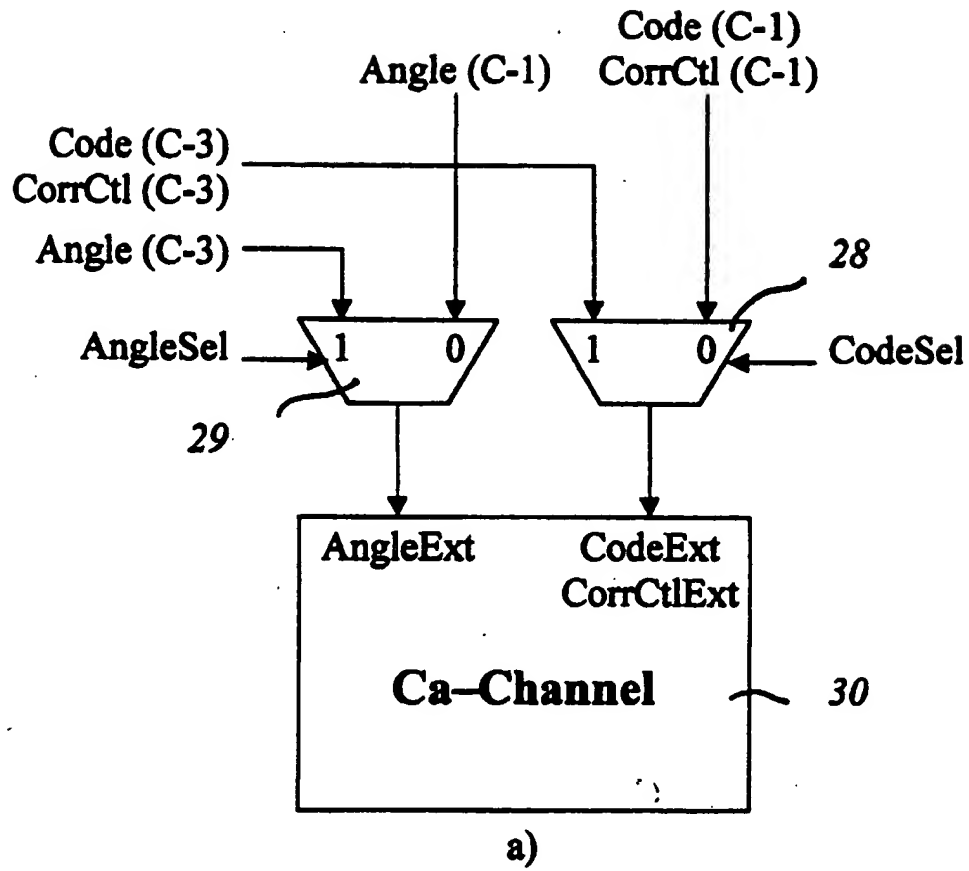 Code (C-1)
Angle (C-1) CorrCtl (C-1)
Code (C-3)
CorrCtl (C-3)
Angle (C-3)
28
1 0 1 0
AngleSel CodeSel
29
AngleExt CodeExt
CorrCtlExt
Ca–Channel 30
a)